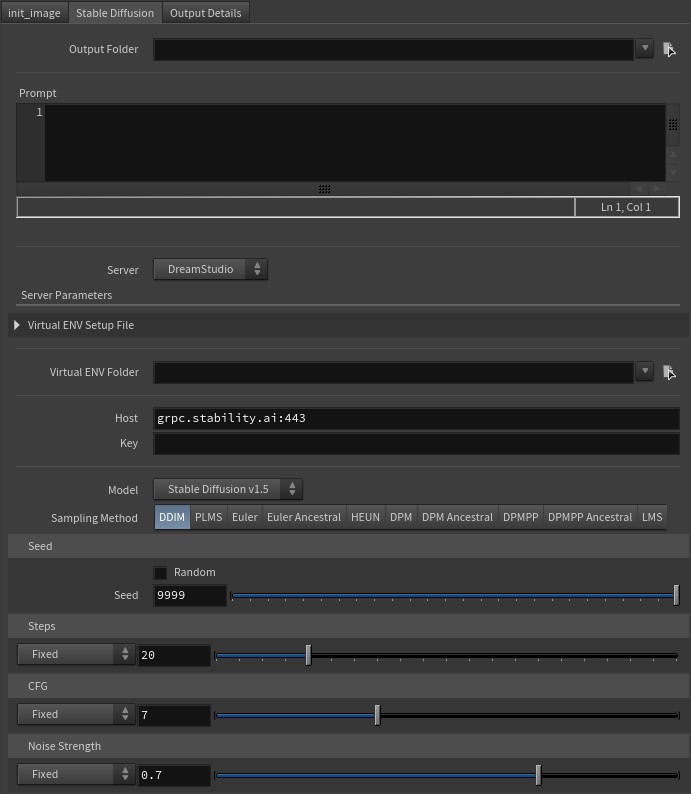 init_image Stable Diffusion Output Details
Output Folder
Prompt
1
Ln 1, Col 1
Server DreamStudio
Server Parameters
Virtual ENV Setup File
Virtual ENV Folder
Host grpc.stability.ai:443
Key
Model Stable Diffusion v1.5
Sampling Method DDIM PLMS Euler Euler Ancestral HEUN DPM DPM Ancestral DPMPP DPMPP Ancestral LMS
Seed
Random
Seed 9999
Steps
Fixed 20
CFG
Fixed 7
Noise Strength
Fixed 0.7